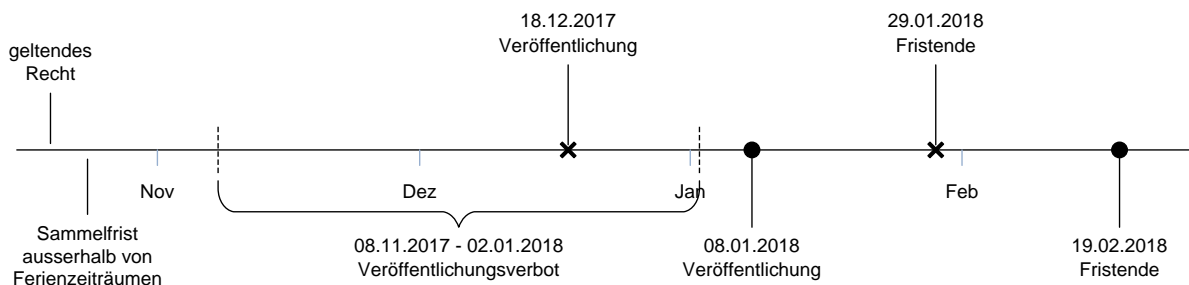 18.12.2017
Veröffentlichung
29.01.2018
Fristende
geltendes
Recht
Nov
Dez
Jan
Feb
Sammelfrist
ausserhalb von
Ferienzeiträumen
08.11.2017 - 02.01.2018
Veröffentlichungsverbot
08.01.2018
Veröffentlichung
19.02.2018
Fristende